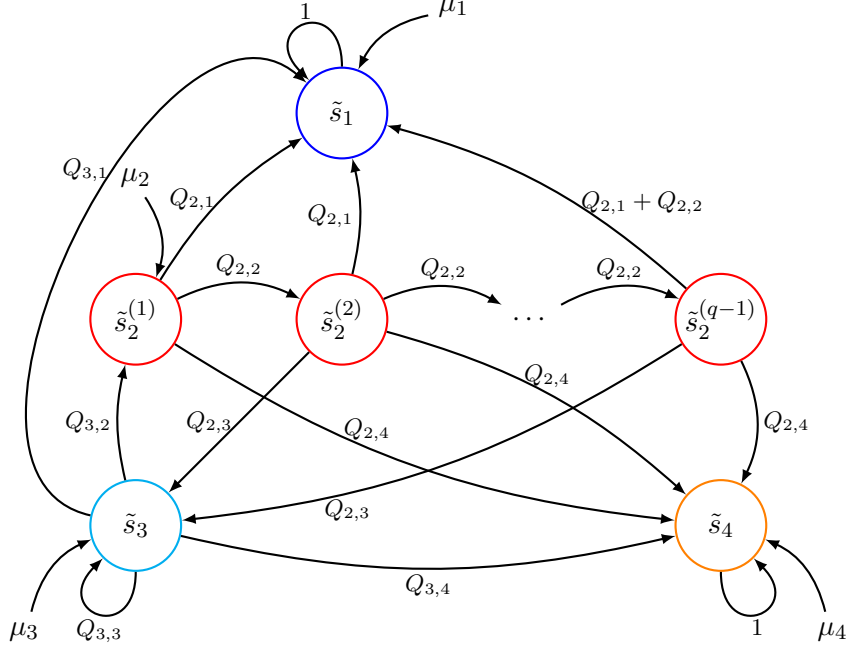 1
μ₁
s̃₁
Q₃,₁
μ₂
Q₂,₁
Q₂,₁
Q₂,₁ + Q₂,₂
Q₂,₂
Q₂,₂
Q₂,₂
s̃₂⁽¹⁾
s̃₂⁽²⁾
...
s̃₂⁽q⁻¹⁾
Q₂,₄
Q₃,₂
Q₂,₃
Q₂,₄
Q₂,₄
Q₂,₃
s̃₃
s̃₄
Q₃,₄
μ₃
Q₃,₃
1
μ₄